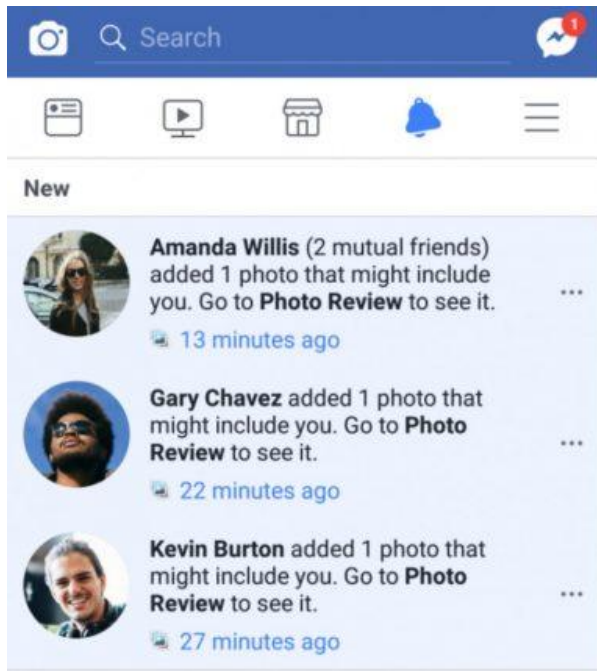 Search
1
New
Amanda Willis (2 mutual friends)
added 1 photo that might include
you. Go to Photo Review to see it.
13 minutes ago
Gary Chavez added 1 photo that
might include you. Go to Photo
Review to see it.
22 minutes ago
Kevin Burton added 1 photo that
might include you. Go to Photo
Review to see it.
27 minutes ago